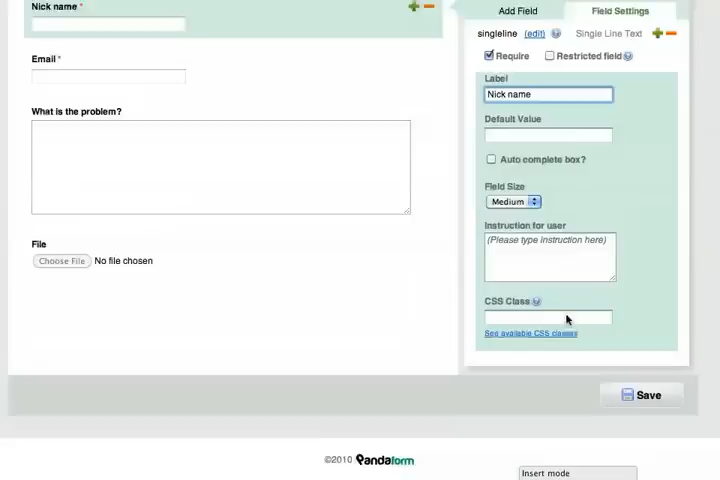 Nick name *
Email *
What is the problem?
File
Choose File No file chosen
Add Field
Field Settings
singleline (edit) Single Line Text
Require Restricted field
Label
Nick name
Default Value
Auto complete box?
Field Size
Medium
Instruction for user
(Please type instruction here)
CSS Class
See available CSS classes
Save
©2010 Pandaform
Insert mode